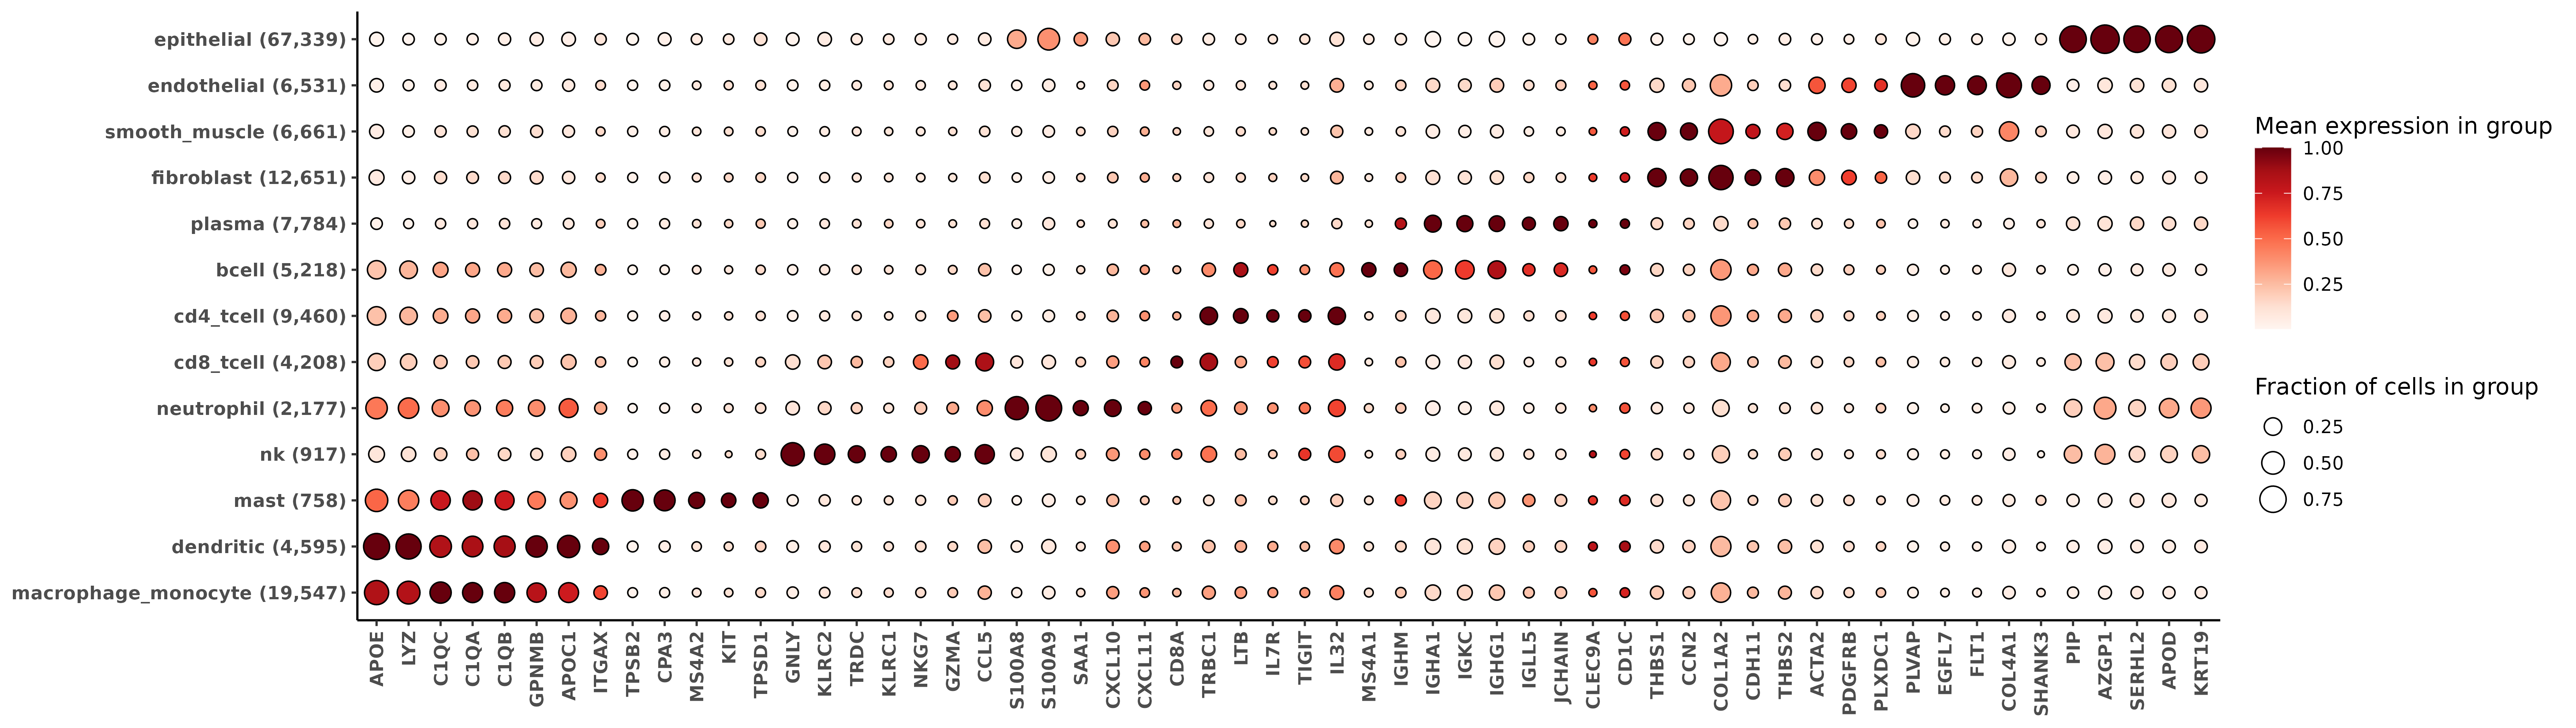 epithelial (67,339)
endothelial (6,531)
smooth_muscle (6,661)
fibroblast (12,651)
plasma (7,784)
bcell (5,218)
cd4_tcell (9,460)
cd8_tcell (4,208)
neutrophil (2,177)
nk (917)
mast (758)
dendritic (4,595)
macrophage_monocyte (19,547)
APOE
LYZ
C1QC
C1QA
C1QB
GPNMB
APOC1
ITGAX
TPSB2
CPA3
MS4A2
KIT
TPSD1
GNLY
KLRC2
TRDC
KLRC1
NKG7
GZMA
CCL5
S100A8
S100A9
SAA1
CXCL10
CXCL11
CD8A
TRBC1
LTB
IL7R
TIGIT
IL32
MS4A1
IGHM
IGHA1
IGKC
IGHG1
IGLL5
JCHAIN
CLEC9A
CD1C
THBS1
CCN2
COL1A2
CDH11
THBS2
ACTA2
PDGFRB
PLXDC1
PLVAP
EGFL7
FLT1
COL4A1
SHANK3
PIP
AZGP1
SERHL2
APOD
KRT19
Mean expression in group
1.00
0.75
0.50
0.25
Fraction of cells in group
0.25
0.50
0.75